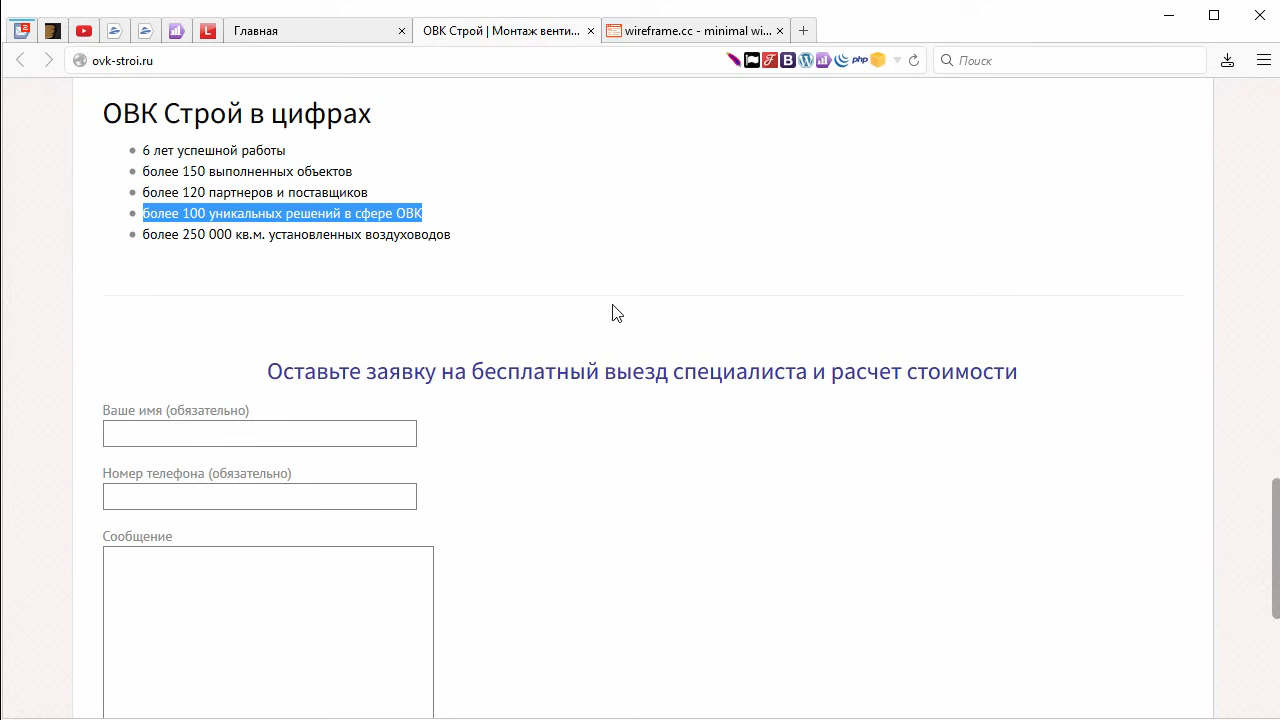 Главная
ОВК Строй | Монтаж венти...
wireframe.cc - minimal wi...
ovk-stroi.ru
php
Поиск
ОВК Строй в цифрах
6 лет успешной работы
более 150 выполненных объектов
более 120 партнеров и поставщиков
более 100 уникальных решений в сфере ОВК
более 250 000 кв.м. установленных воздуховодов
Оставьте заявку на бесплатный выезд специалиста и расчет стоимости
Ваше имя (обязательно)
Номер телефона (обязательно)
Сообщение